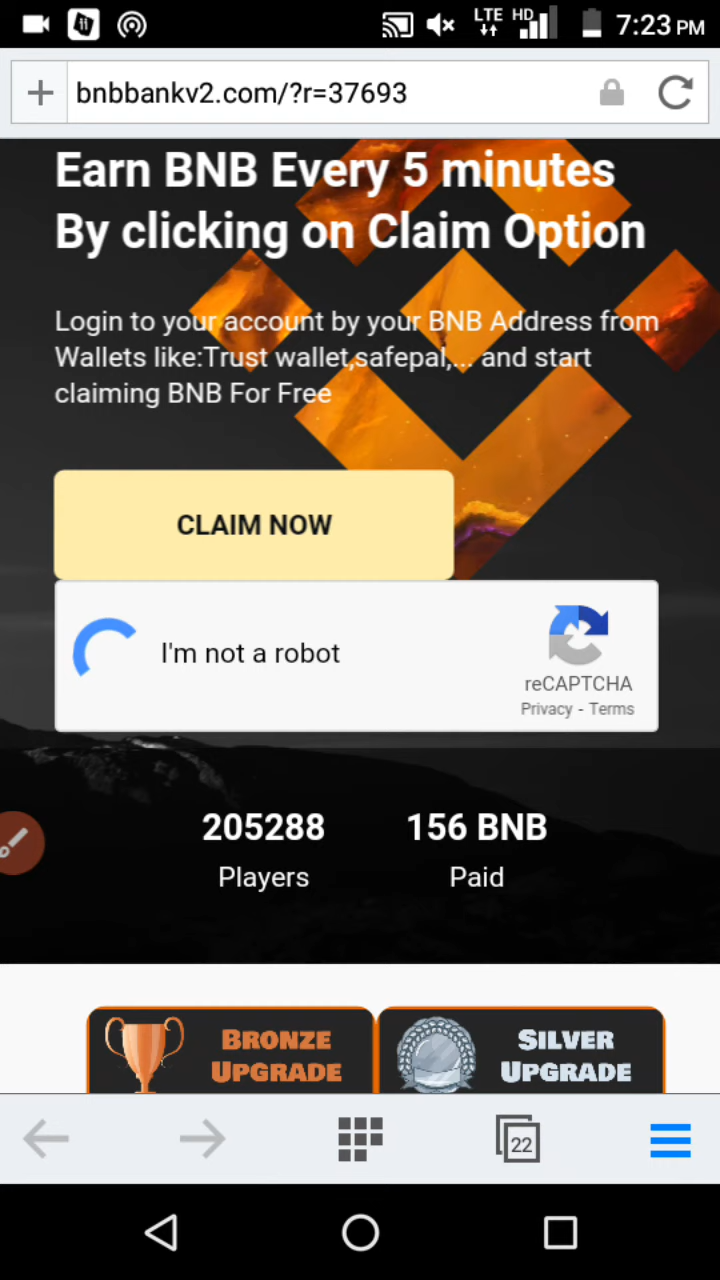 LTE HD 7:23 PM
+ bnbbankv2.com/?r=37693
Earn BNB Every 5 minutes
By clicking on Claim Option
Login to your account by your BNB Address from
Wallets like:Trust wallet,safepal,... and start
claiming BNB For Free
CLAIM NOW
I'm not a robot
reCAPTCHA
Privacy - Terms
205288 156 BNB
Players Paid
BRONZE SILVER
UPGRADE UPGRADE
22